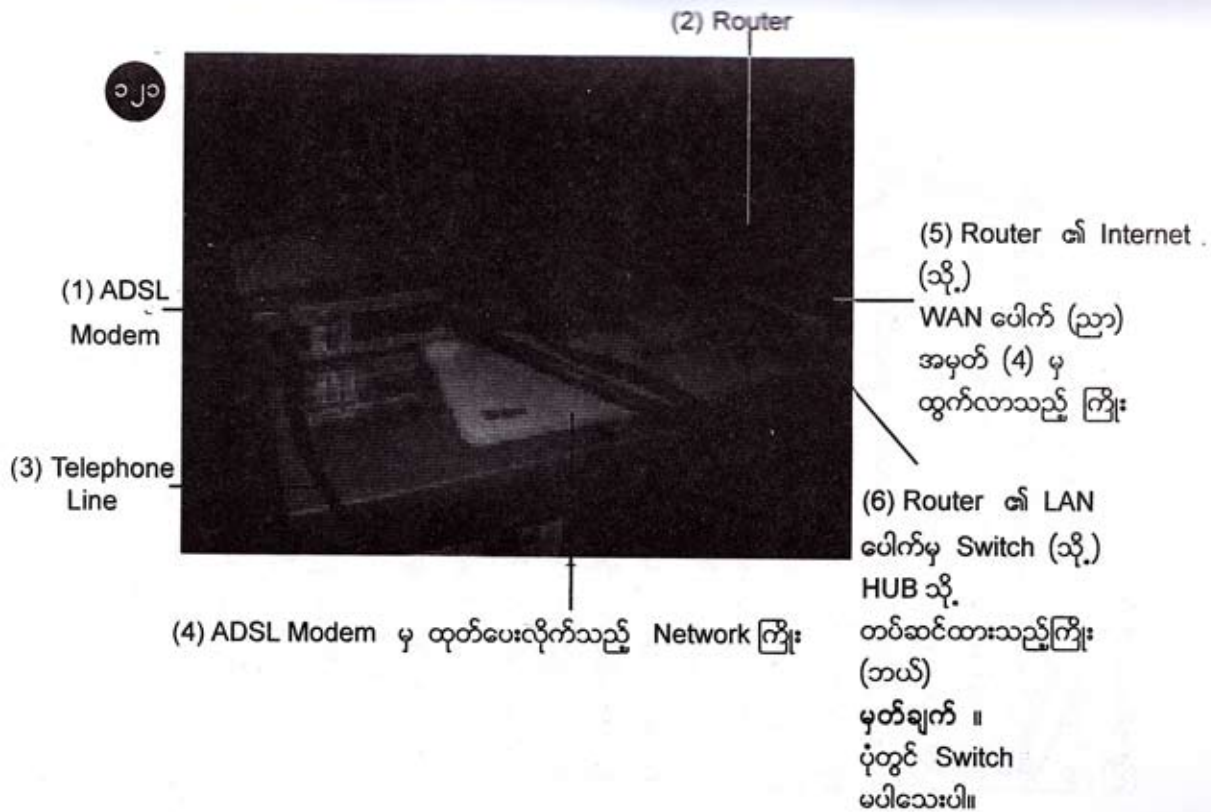 (2) Router
၁၂၁
(1) ADSL
Modem
(3) Telephone
Line
(4) ADSL Modem မှ ထုတ်ပေးလိုက်သည့် Network ကြိုး
(5) Router ၏ Internet
(သို့)
WAN ပေါက် (ညာ)
အမှတ် (4) မှ
ထွက်လာသည့် ကြိုး
(6) Router ၏ LAN
ပေါက်မှ Switch (သို့)
HUB သို့
တပ်ဆင်ထားသည့်ကြိုး
(ဘယ်)
မှတ်ချက် ။
ပုံတွင် Switch
မပါသေးပါ။